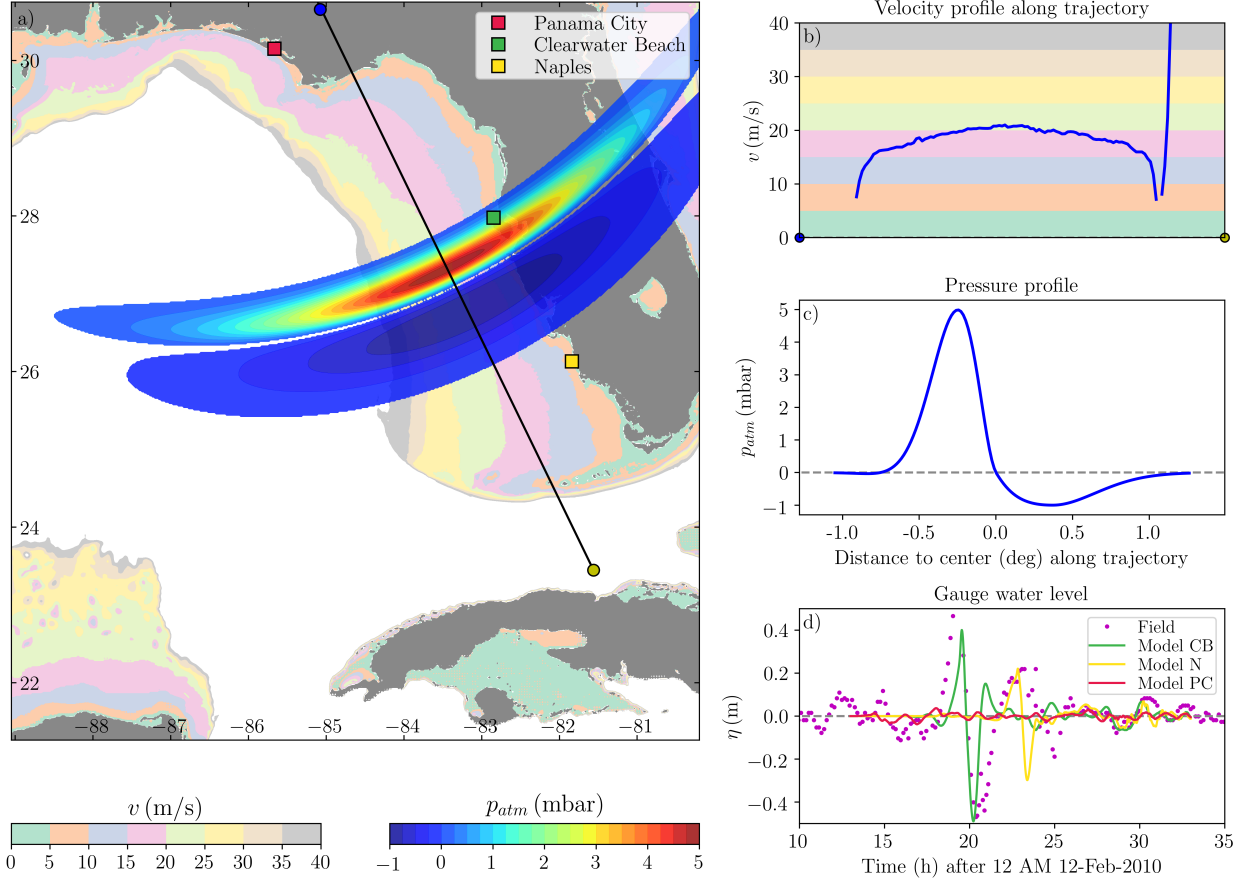 a)
Panama City
Clearwater Beach
Naples
30
28
26
24
22
−88 −87 −86 −85 −84 −83 −82 −81
v (m/s)
0 5 10 15 20 25 30 35 40
p_atm (mbar)
−1 0 1 2 3 4 5
Velocity profile along trajectory
b)
v (m/s)
40
30
20
10
0
Pressure profile
c)
p_atm (mbar)
5
4
3
2
1
0
−1
-1.0 -0.5 0.0 0.5 1.0
Distance to center (deg) along trajectory
Gauge water level
d)
Field
Model CB
Model N
Model PC
η (m)
0.4
0.2
0.0
−0.2
−0.4
10 15 20 25 30 35
Time (h) after 12 AM 12-Feb-2010